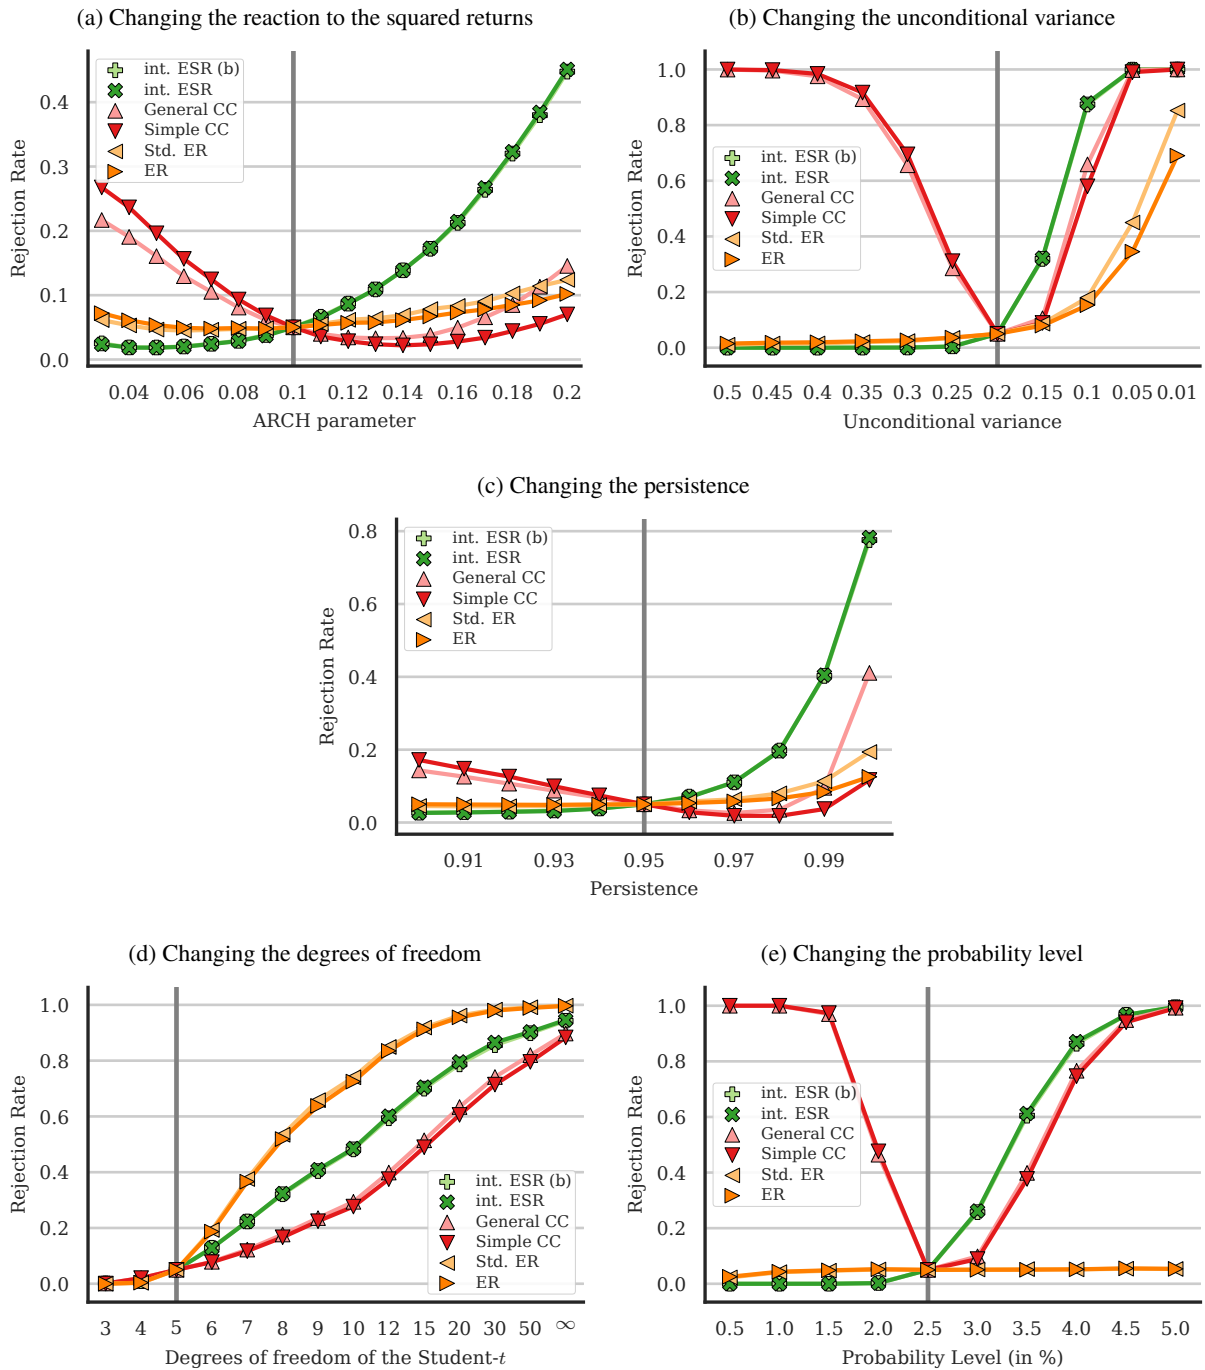 (a) Changing the reaction to the squared returns
Rejection Rate
0.4
0.3
0.2
0.1
0.0
int. ESR (b)
int. ESR
General CC
Simple CC
Std. ER
ER
0.04 0.06 0.08 0.1 0.12 0.14 0.16 0.18 0.2
ARCH parameter
(b) Changing the unconditional variance
Rejection Rate
1.0
0.8
0.6
0.4
0.2
0.0
int. ESR (b)
int. ESR
General CC
Simple CC
Std. ER
ER
0.5 0.45 0.4 0.35 0.3 0.25 0.2 0.15 0.1 0.05 0.01
Unconditional variance
(c) Changing the persistence
Rejection Rate
0.8
0.6
0.4
0.2
0.0
int. ESR (b)
int. ESR
General CC
Simple CC
Std. ER
ER
0.91 0.93 0.95 0.97 0.99
Persistence
(d) Changing the degrees of freedom
Rejection Rate
1.0
0.8
0.6
0.4
0.2
0.0
int. ESR (b)
int. ESR
General CC
Simple CC
Std. ER
ER
3 4 5 6 7 8 9 10 12 15 20 30 50 ∞
Degrees of freedom of the Student-t
(e) Changing the probability level
Rejection Rate
1.0
0.8
0.6
0.4
0.2
0.0
int. ESR (b)
int. ESR
General CC
Simple CC
Std. ER
ER
0.5 1.0 1.5 2.0 2.5 3.0 3.5 4.0 4.5 5.0
Probability Level (in %)